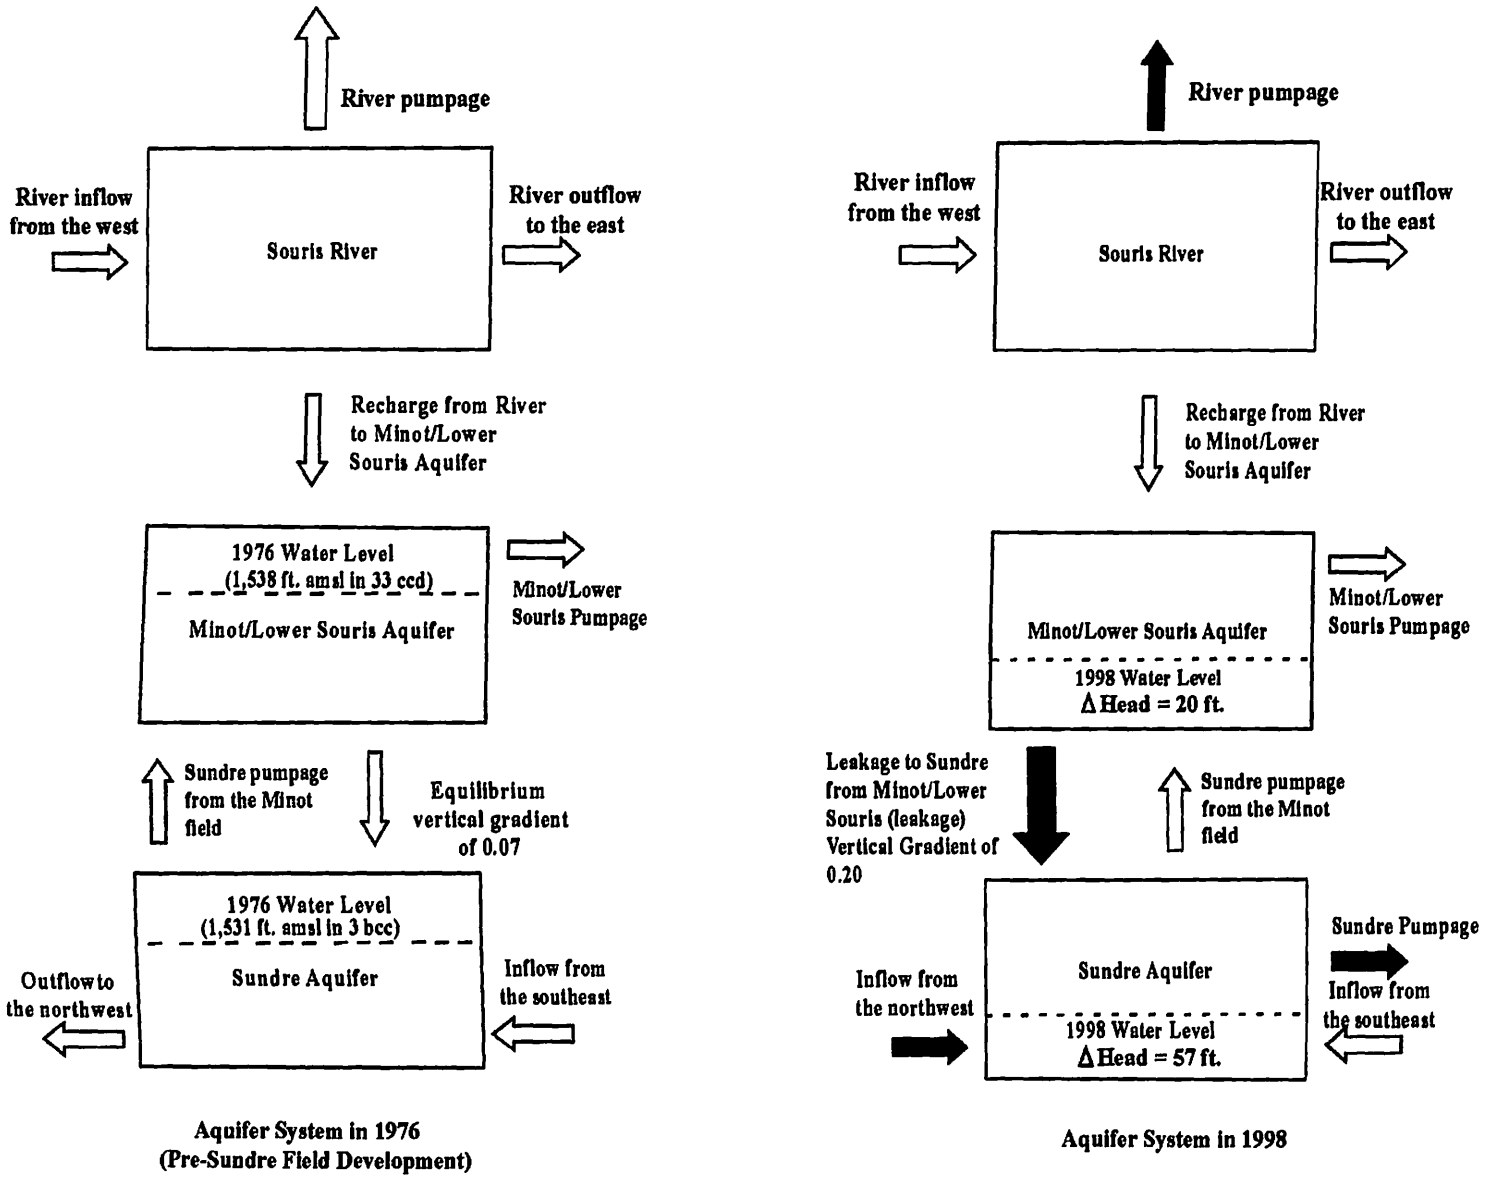 River pumpage
River inflow
from the west
River outflow
to the east
Souris River
Recharge from River
to Minot/Lower
Souris Aquifer
1976 Water Level
(1,538 ft. amsl in 33 ccd)
Minot/Lower Souris Aquifer
Minot/Lower
Souris Pumpage
Sundre pumpage
from the Minot
field
Equilibrium
vertical gradient
of 0.07
1976 Water Level
(1,531 ft. amsl in 3 bcc)
Sundre Aquifer
Outflow to
the northwest
Inflow from
the southeast
Aquifer System in 1976
(Pre-Sundre Field Development)
River pumpage
River inflow
from the west
River outflow
to the east
Souris River
Recharge from River
to Minot/Lower
Souris Aquifer
Minot/Lower Souris Aquifer
1998 Water Level
Δ Head = 20 ft.
Minot/Lower
Souris Pumpage
Leakage to Sundre
from Minot/Lower
Souris (leakage)
Vertical Gradient of
0.20
Sundre pumpage
from the Minot
field
Sundre Pumpage
Sundre Aquifer
Inflow from
the northwest
Inflow from
the southeast
1998 Water Level
Δ Head = 57 ft.
Aquifer System in 1998